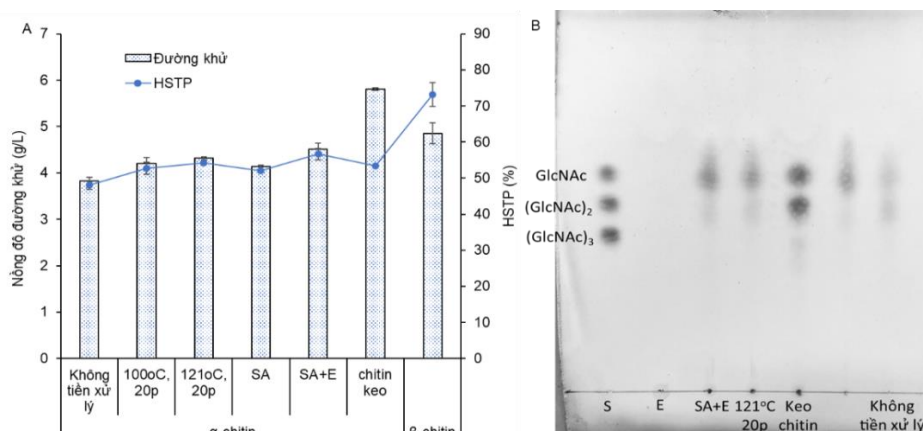 A
7
6
5
4
3
2
1
0
Nồng độ đường khử (g/L)
Đường khử
HSTP
90
80
70
60
50
40
30
20
10
0
HSTP (%)
Không
tiền xử
lý
100oC,
20p
121oC,
20p
SA
SA+E
chitin
keo
α-chitin
β-chitin
B
GlcNAc
(GlcNAc)₂
(GlcNAc)₃
S
E
SA+E
121°C
20p
Keo
chitin
Không
tiền xử lý